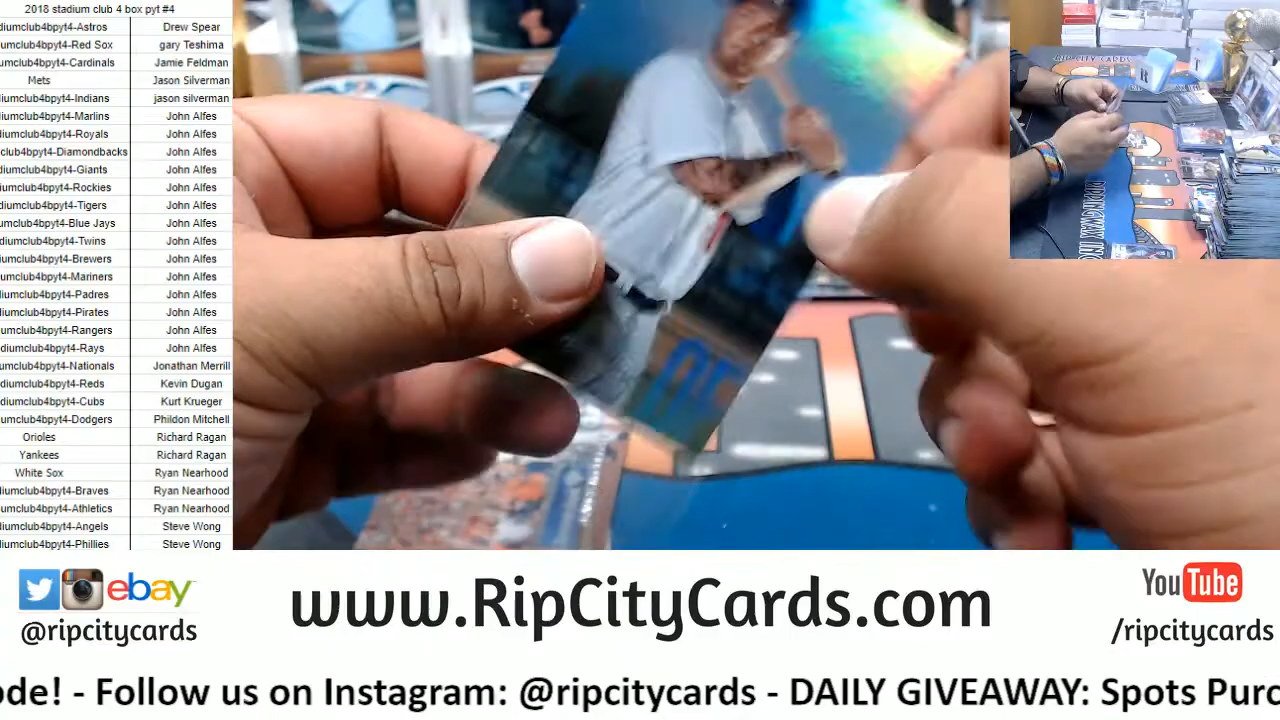 2018 stadium club 4 box pyt #4
diumclub4bpyt4-Astros Drew Spear
umclub4bpyt4-Red Sox gary Teshima
umclub4bpyt4-Cardinals Jamie Feldman
Mets Jason Silverman
diumclub4bpyt4-Indians jason silverman
diumclub4bpyt4-Marlins John Alfes
diumclub4bpyt4-Royals John Alfes
club4bpyt4-Diamondbacks John Alfes
diumclub4bpyt4-Giants John Alfes
diumclub4bpyt4-Rockies John Alfes
diumclub4bpyt4-Tigers John Alfes
umclub4bpyt4-Blue Jays John Alfes
diumclub4bpyt4-Twins John Alfes
diumclub4bpyt4-Brewers John Alfes
diumclub4bpyt4-Mariners John Alfes
diumclub4bpyt4-Padres John Alfes
diumclub4bpyt4-Pirates John Alfes
diumclub4bpyt4-Rangers John Alfes
diumclub4bpyt4-Rays John Alfes
umclub4bpyt4-Nationals Jonathan Merrill
diumclub4bpyt4-Reds Kevin Dugan
diumclub4bpyt4-Cubs Kurt Krueger
umclub4bpyt4-Dodgers Phildon Mitchell
Orioles Richard Ragan
Yankees Richard Ragan
White Sox Ryan Nearhood
diumclub4bpyt4-Braves Ryan Nearhood
diumclub4bpyt4-Athletics Ryan Nearhood
diumclub4bpyt4-Angels Steve Wong
diumclub4bpyt4-Phillies Steve Wong
ebay
@ripcitycards
www.RipCityCards.com
YouTube
/ripcitycards
ode! - Follow us on Instagram: @ripcitycards - DAILY GIVEAWAY: Spots Purc